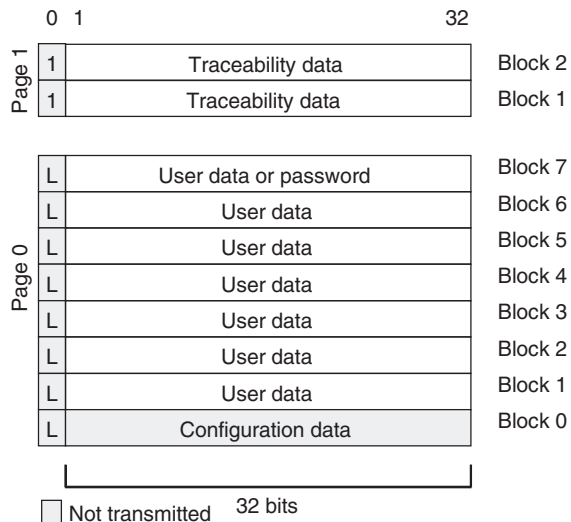 0 1 32
Page 1
1 Traceability data Block 2
1 Traceability data Block 1
Page 0
L User data or password Block 7
L User data Block 6
L User data Block 5
L User data Block 4
L User data Block 3
L User data Block 2
L User data Block 1
L Configuration data Block 0
32 bits
Not transmitted